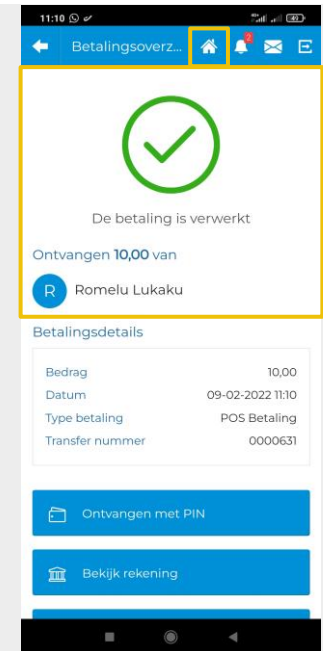 11:10
49
Betalingsoverz...
2
De betaling is verwerkt
Ontvangen 10,00 van
R Romelu Lukaku
Betalingsdetails
Bedrag 10,00
Datum 09-02-2022 11:10
Type betaling POS Betaling
Transfer nummer 0000631
Ontvangen met PIN
Bekijk rekening